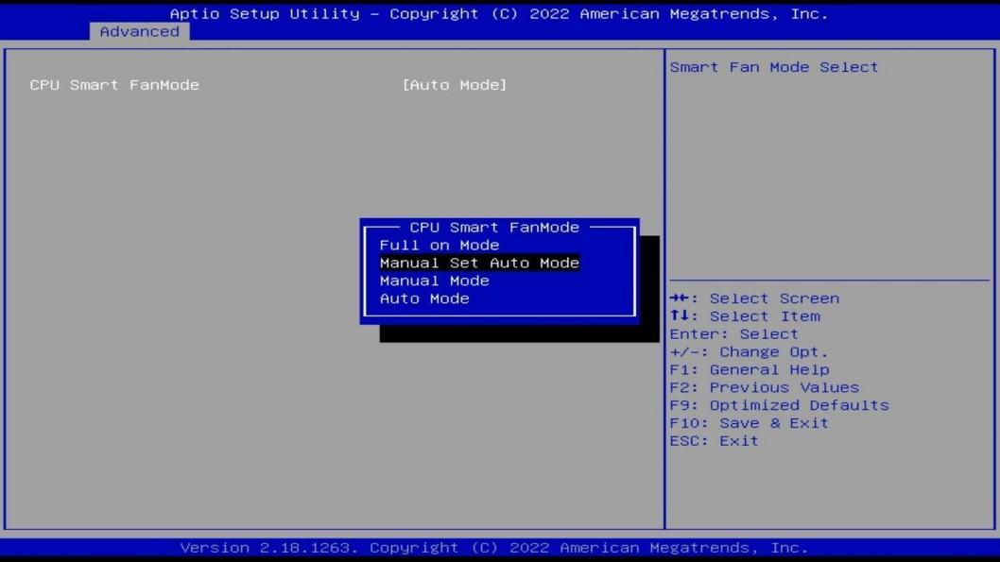 Aptio Setup Utility – Copyright (C) 2022 American Megatrends, Inc.
Advanced
CPU Smart FanMode [Auto Mode]
Smart Fan Mode Select
CPU Smart FanMode
Full on Mode
Manual Set Auto Mode
Manual Mode
Auto Mode
→←: Select Screen
↑↓: Select Item
Enter: Select
+/-: Change Opt.
F1: General Help
F2: Previous Values
F9: Optimized Defaults
F10: Save & Exit
ESC: Exit
Version 2.18.1263. Copyright (C) 2022 American Megatrends, Inc.